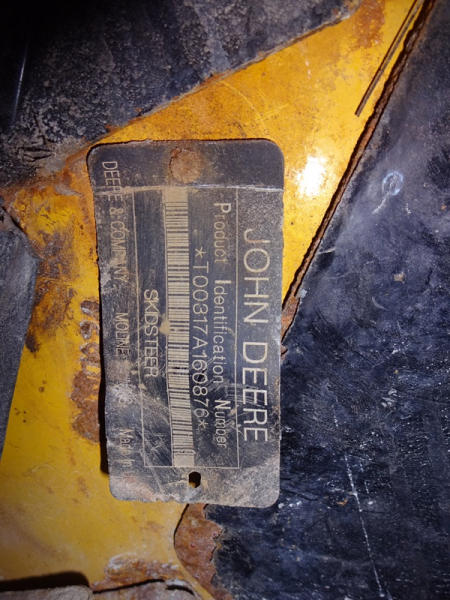 JOHN DEERE
Product Identification Number
*T00317A160876*
SKIDSTEER
DEERE & COMPANY MOLINE